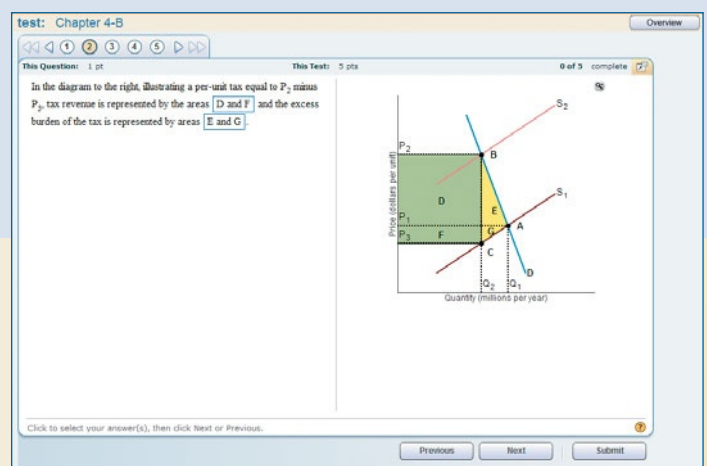 test: Chapter 4-B
Overview
1 2 3 4 5
This Question: 1 pt This Test: 5 pts 0 of 5 complete
In the diagram to the right, illustrating a per-unit tax equal to P2 minus
P3, tax revenue is represented by the areas D and F and the excess
burden of the tax is represented by areas E and G.
S2
P2
B
D
E
S1
P1
A
P3
F
G
C
D
Q2 Q1
Price (dollars per unit)
Quantity (millions per year)
Click to select your answer(s), then click Next or Previous.
?
Previous Next Submit